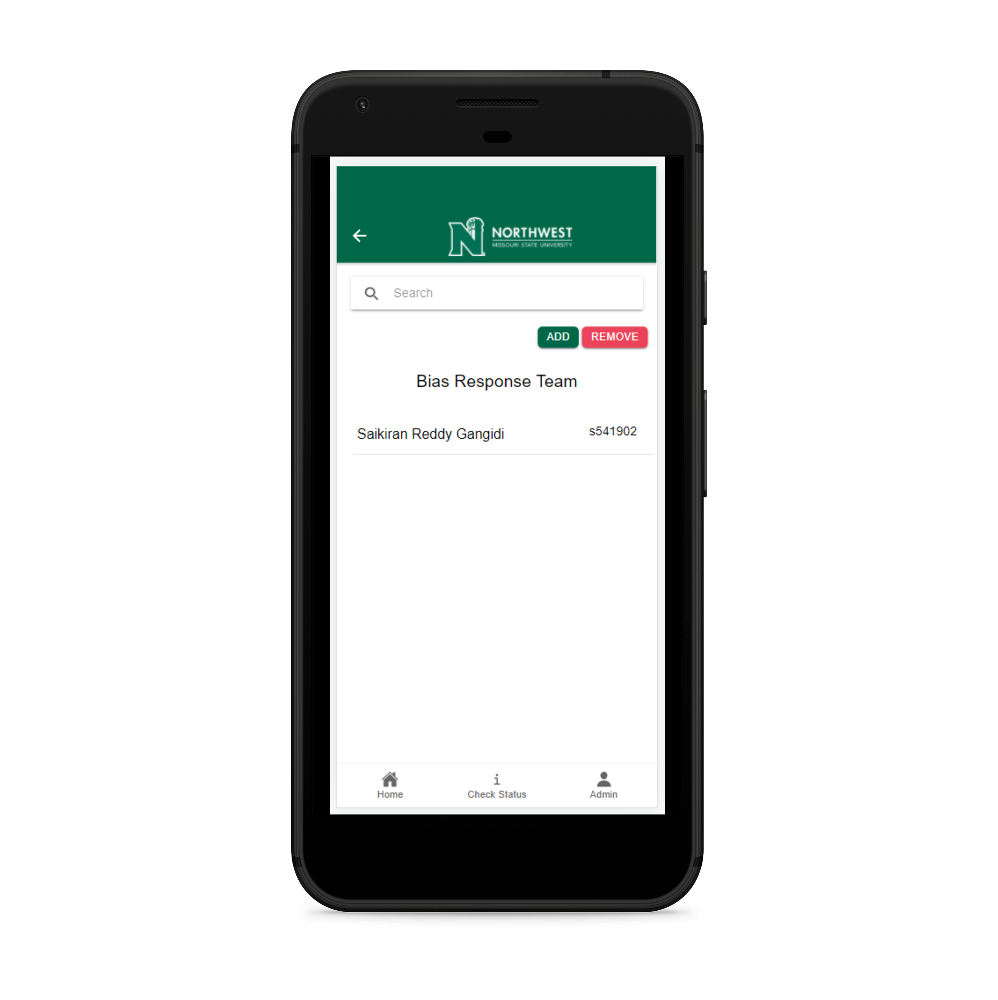 NORTHWEST
MISSOURI STATE UNIVERSITY
Search
ADD REMOVE
Bias Response Team
Saikiran Reddy Gangidi s541902
Home Check Status Admin